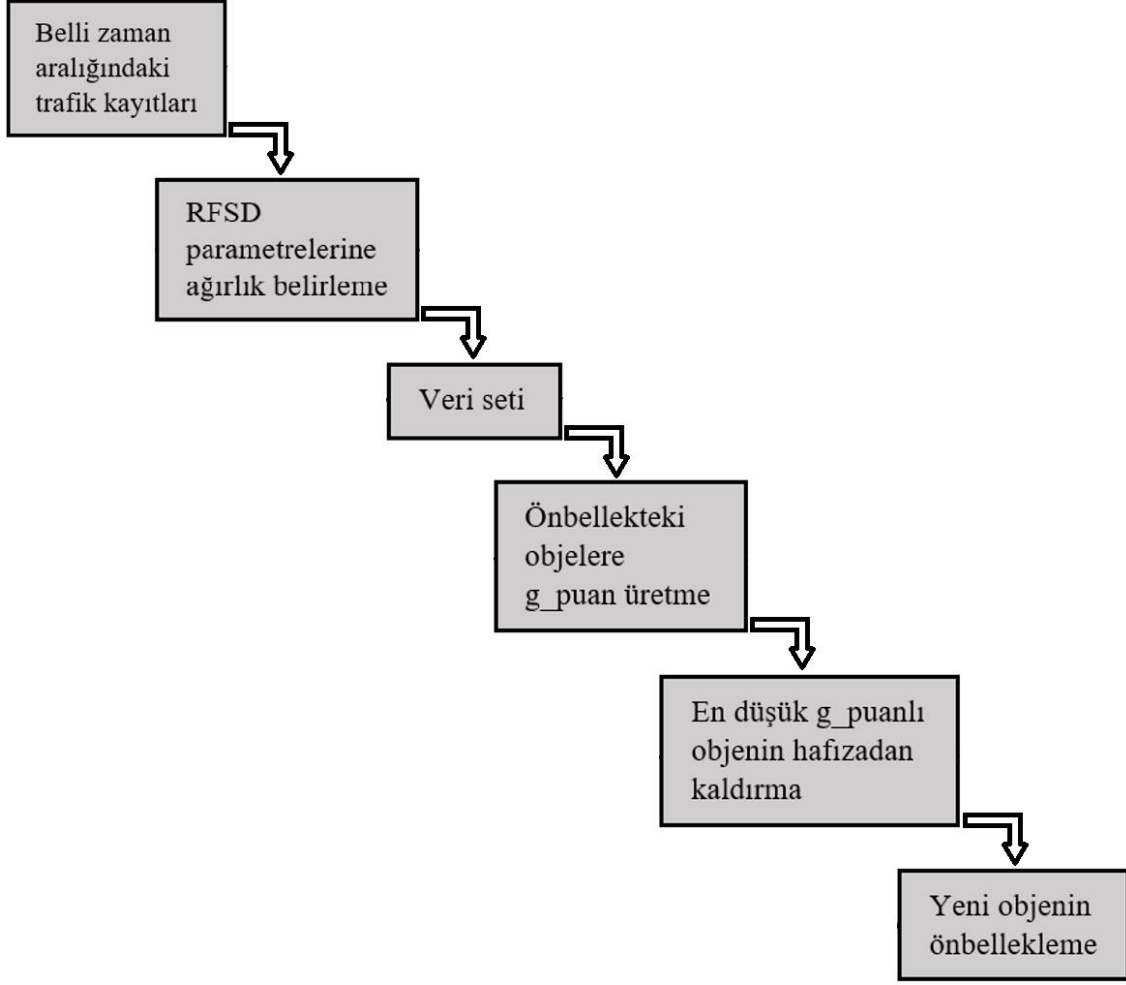 Belli zaman
aralığındaki
trafik kayıtları
RFSD
parametrelerine
ağırlık belirleme
Veri seti
Önbellekteki
objelere
g_puan üretme
En düşük g_puanlı
objenin hafızadan
kaldırma
Yeni objenin
önbellekleme